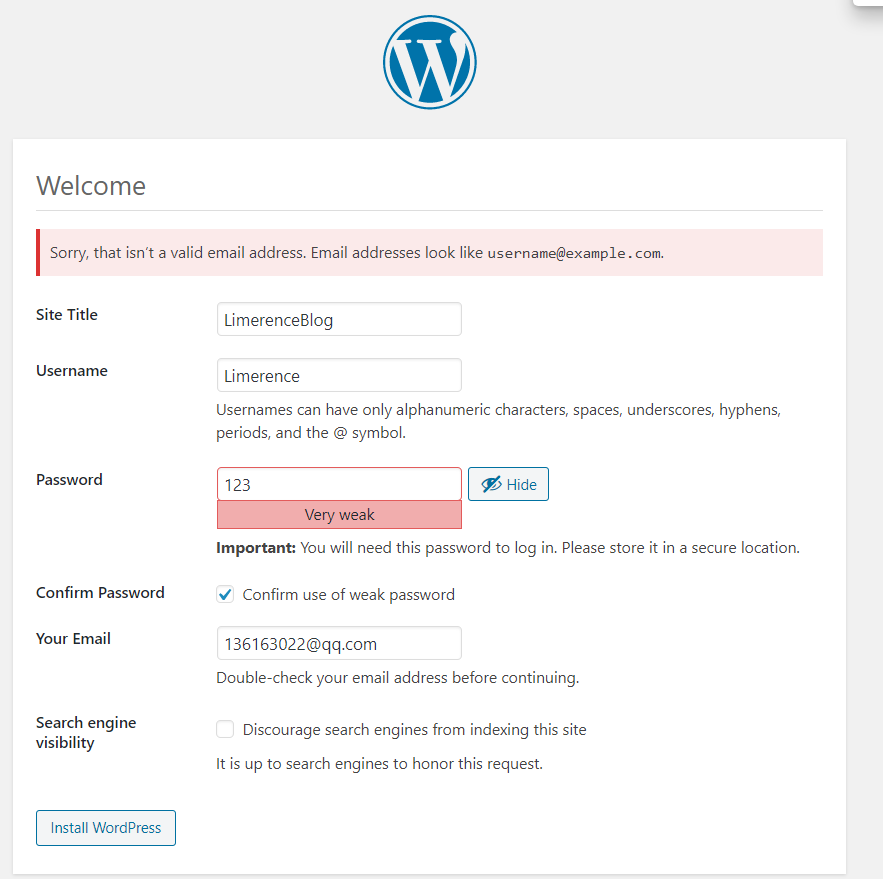 Welcome
Sorry, that isn't a valid email address. Email addresses look like username@example.com.
Site Title
LimerenceBlog
Username
Limerence
Usernames can have only alphanumeric characters, spaces, underscores, hyphens,
periods, and the @ symbol.
Password
123
Hide
Very weak
Important: You will need this password to log in. Please store it in a secure location.
Confirm Password
Confirm use of weak password
Your Email
136163022@qq.com
Double-check your email address before continuing.
Search engine
visibility
Discourage search engines from indexing this site
It is up to search engines to honor this request.
Install WordPress